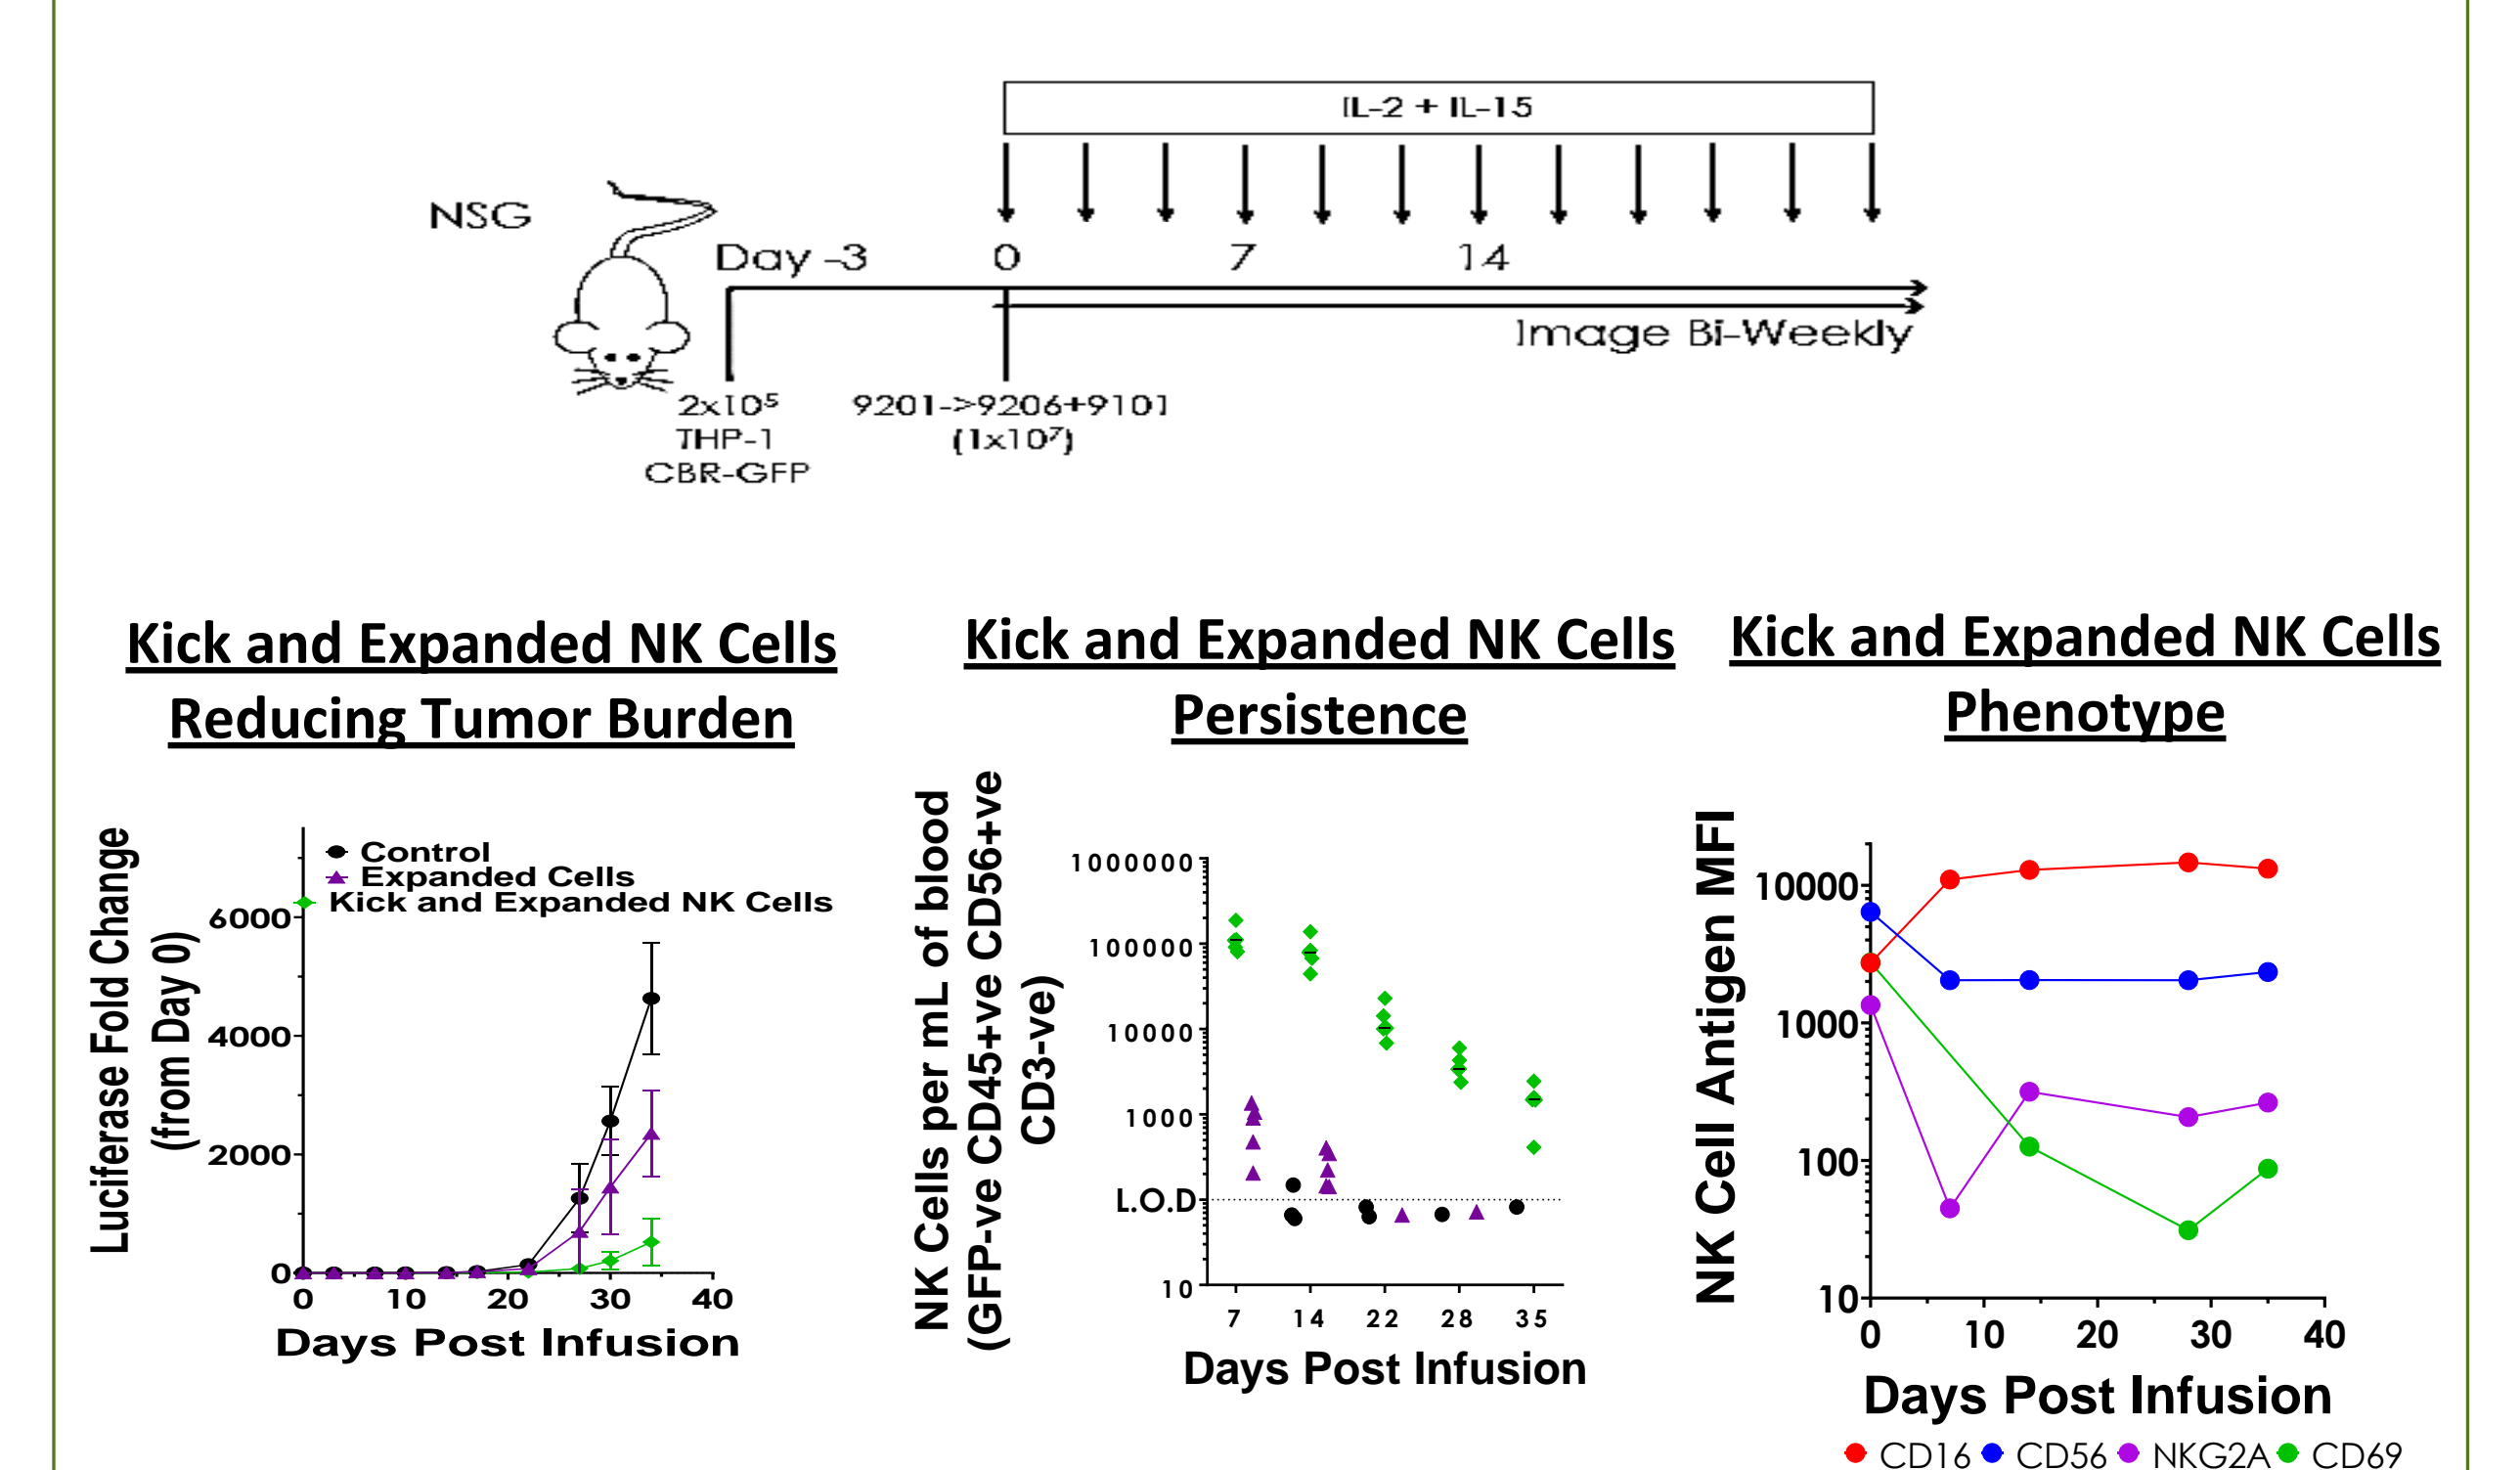 IL-2 + IL-15
NSG
Day -3
0
7
14
Image Bi-Weekly
2x10⁵
THP-1
CBR-GFP
9201->9206+9101
(1x10⁷)
Kick and Expanded NK Cells
Reducing Tumor Burden
Kick and Expanded NK Cells
Persistence
Kick and Expanded NK Cells
Phenotype
Luciferase Fold Change
(from Day 0)
Control
Expanded Cells
Kick and Expanded NK Cells
6000
4000
2000
0
0 10 20 30 40
Days Post Infusion
NK Cells per mL of blood
(GFP-ve CD45+ve CD56+ve
CD3-ve)
1000000
100000
10000
1000
L.O.D
10
7 14 22 28 35
Days Post Infusion
NK Cell Antigen MFI
10000
1000
100
10
0 10 20 30 40
Days Post Infusion
CD16 CD56 NKG2A CD69